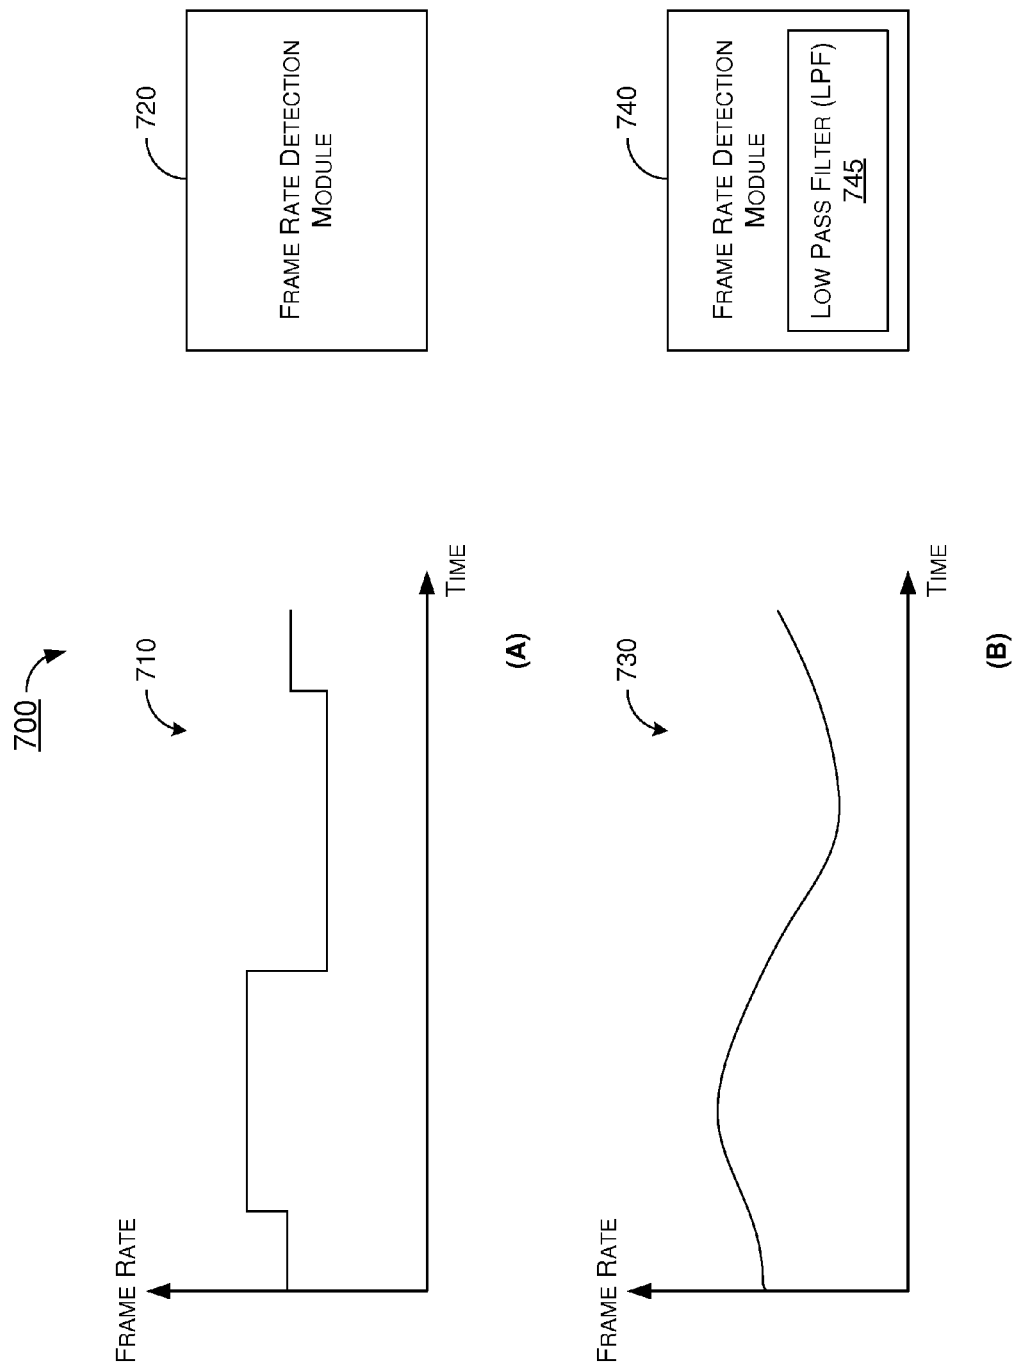 700
FRAME RATE
710
TIME
720
FRAME RATE DETECTION
MODULE
(A)
FRAME RATE
730
TIME
740
FRAME RATE DETECTION
MODULE
LOW PASS FILTER (LPF)
745
(B)